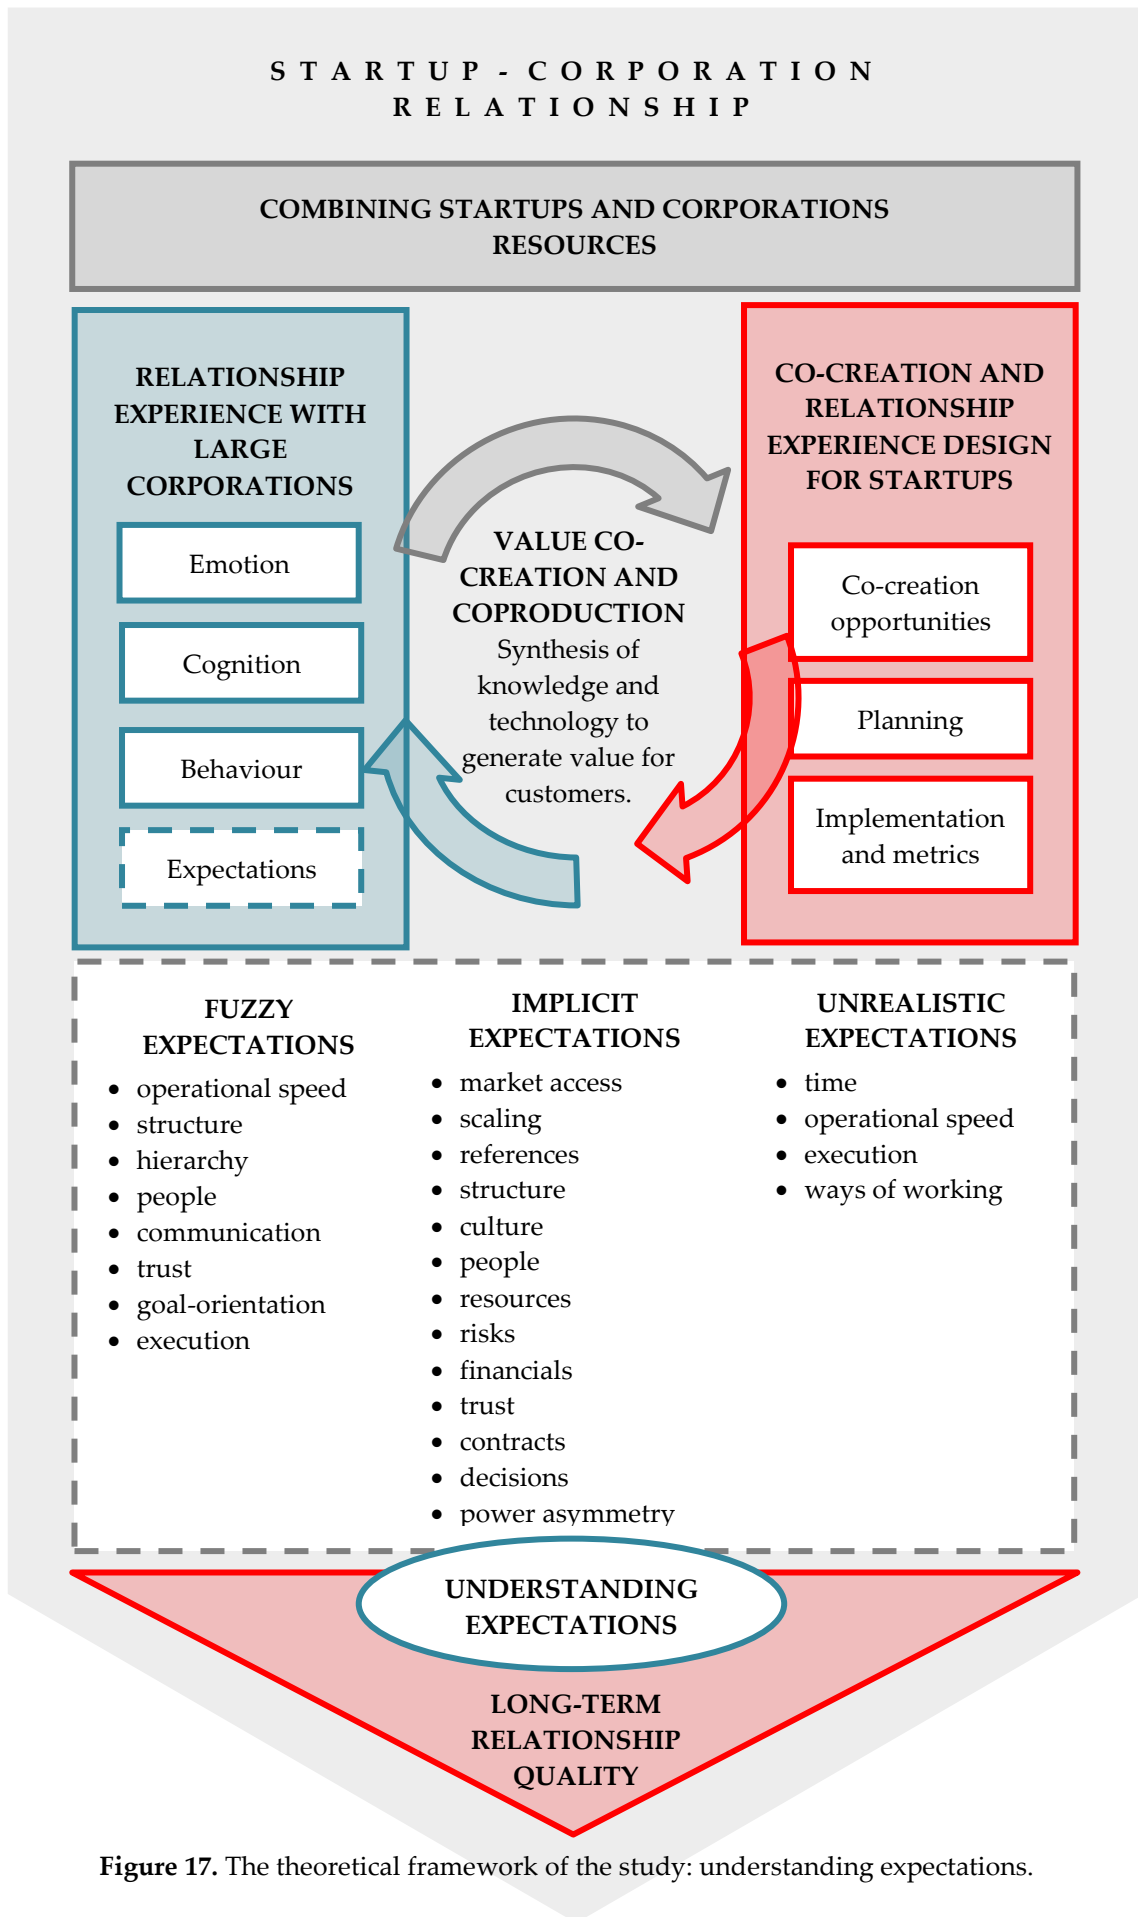 STARTUP-CORPORATION
RELATIONSHIP
COMBINING STARTUPS AND CORPORATIONS
RESOURCES
RELATIONSHIP
EXPERIENCE WITH
LARGE
CORPORATIONS
Emotion
Cognition
Behaviour
Expectations
VALUE CO-
CREATION AND
COPRODUCTION
Synthesis of
knowledge and
technology to
generate value for
customers.
CO-CREATION AND
RELATIONSHIP
EXPERIENCE DESIGN
FOR STARTUPS
Co-creation
opportunities
Planning
Implementation
and metrics
FUZZY
EXPECTATIONS
• operational speed
• structure
• hierarchy
• people
• communication
• trust
• goal-orientation
• execution
IMPLICIT
EXPECTATIONS
• market access
• scaling
• references
• structure
• culture
• people
• resources
• risks
• financials
• trust
• contracts
• decisions
• power asymmetry
UNREALISTIC
EXPECTATIONS
• time
• operational speed
• execution
• ways of working
UNDERSTANDING
EXPECTATIONS
LONG-TERM
RELATIONSHIP
QUALITY
Figure 17. The theoretical framework of the study: understanding expectations.